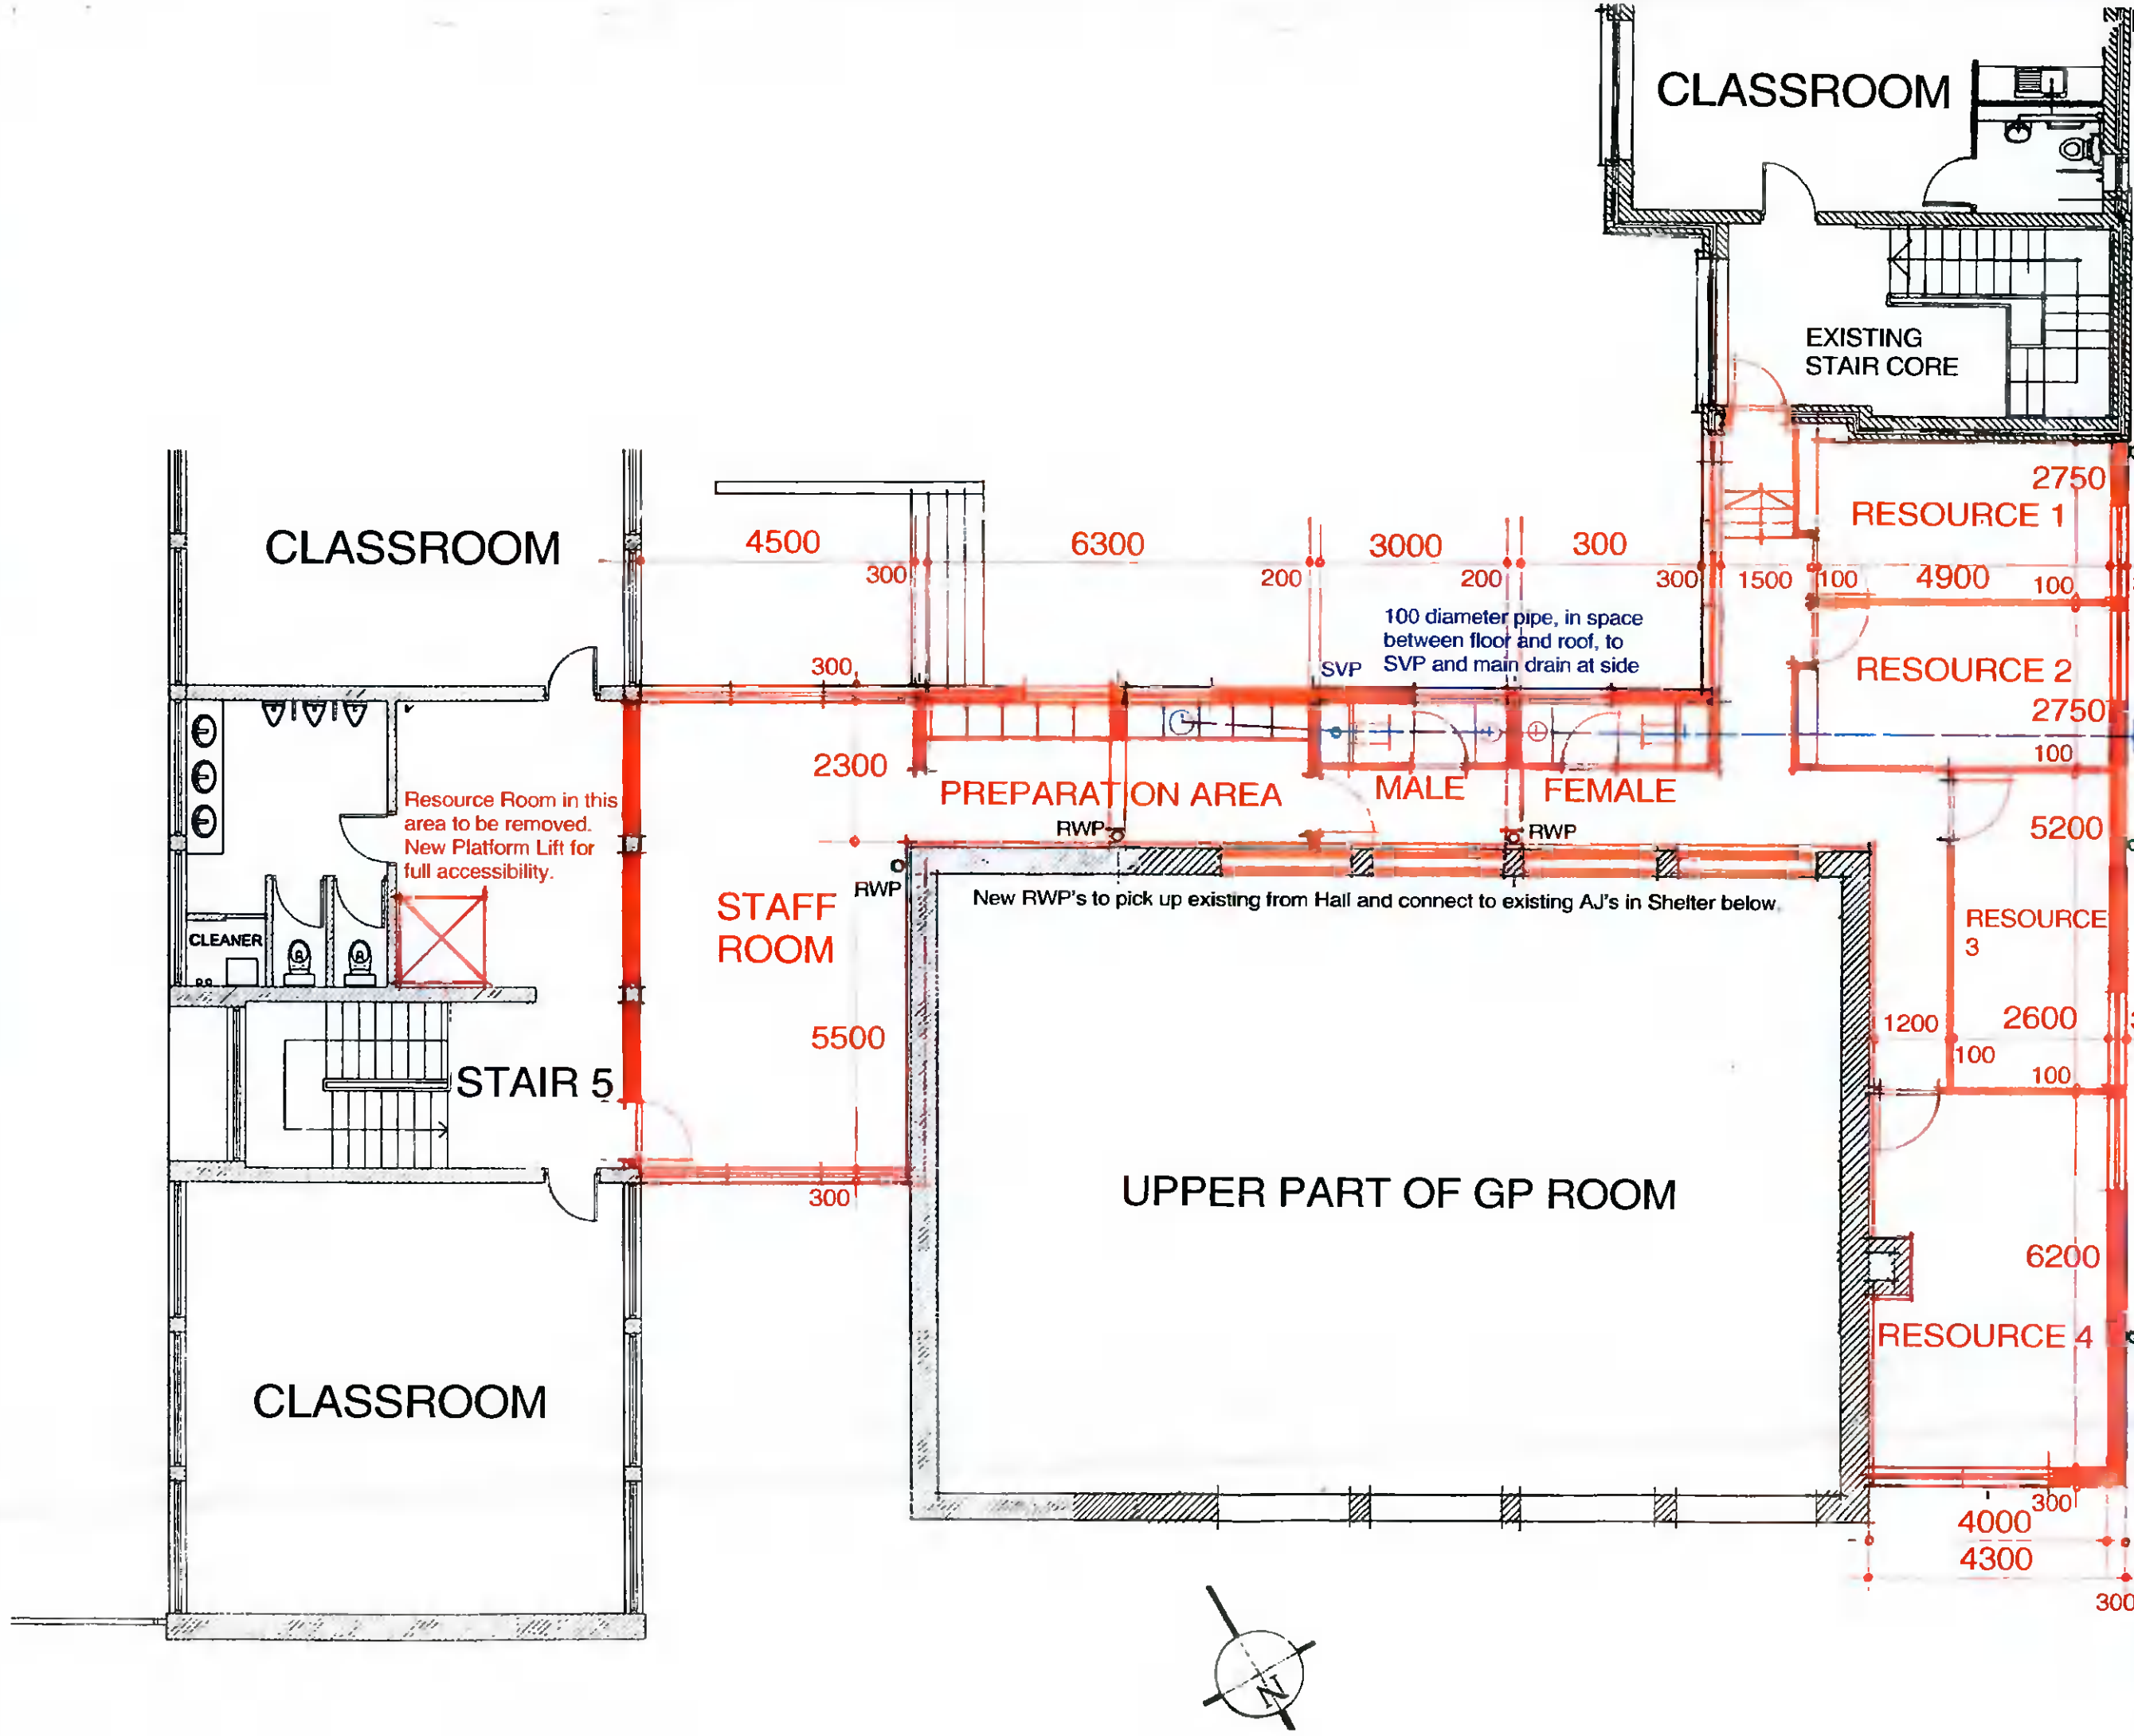 CLASSROOM
EXISTING
STAIR CORE
2750
RESOURCE 1
CLASSROOM
4500
6300
3000
300
300
200
200
300
1500
100
4900
100
100 diameter pipe, in space
between floor and roof, to
SVP and main drain at side
SVP
300
RESOURCE 2
2750
100
2300
PREPARATION AREA
MALE
FEMALE
Resource Room in this
area to be removed.
New Platform Lift for
full accessibility.
RWP
RWP
5200
RWP
New RWP's to pick up existing from Hall and connect to existing AJ's in Shelter below.
STAFF
ROOM
CLEANER
RESOURCE
3
1200
2600
100
100
5500
STAIR 5
300
UPPER PART OF GP ROOM
6200
RESOURCE 4
CLASSROOM
300
4000
4300
300
N